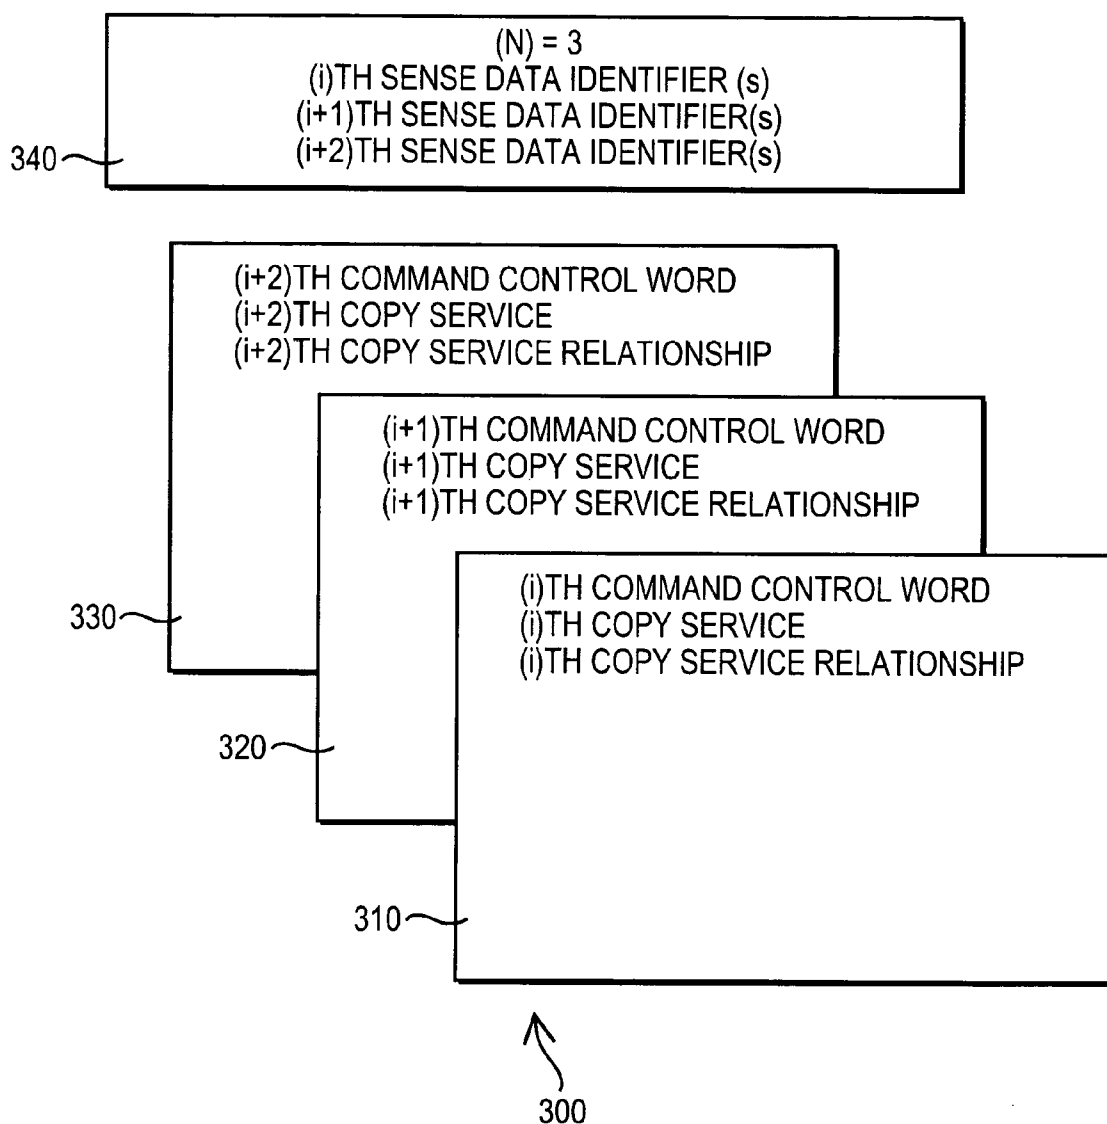 (N) = 3
(i)TH SENSE DATA IDENTIFIER (s)
(i+1)TH SENSE DATA IDENTIFIER(s)
(i+2)TH SENSE DATA IDENTIFIER(s)
340
(i+2)TH COMMAND CONTROL WORD
(i+2)TH COPY SERVICE
(i+2)TH COPY SERVICE RELATIONSHIP
330
(i+1)TH COMMAND CONTROL WORD
(i+1)TH COPY SERVICE
(i+1)TH COPY SERVICE RELATIONSHIP
320
(i)TH COMMAND CONTROL WORD
(i)TH COPY SERVICE
(i)TH COPY SERVICE RELATIONSHIP
310
300